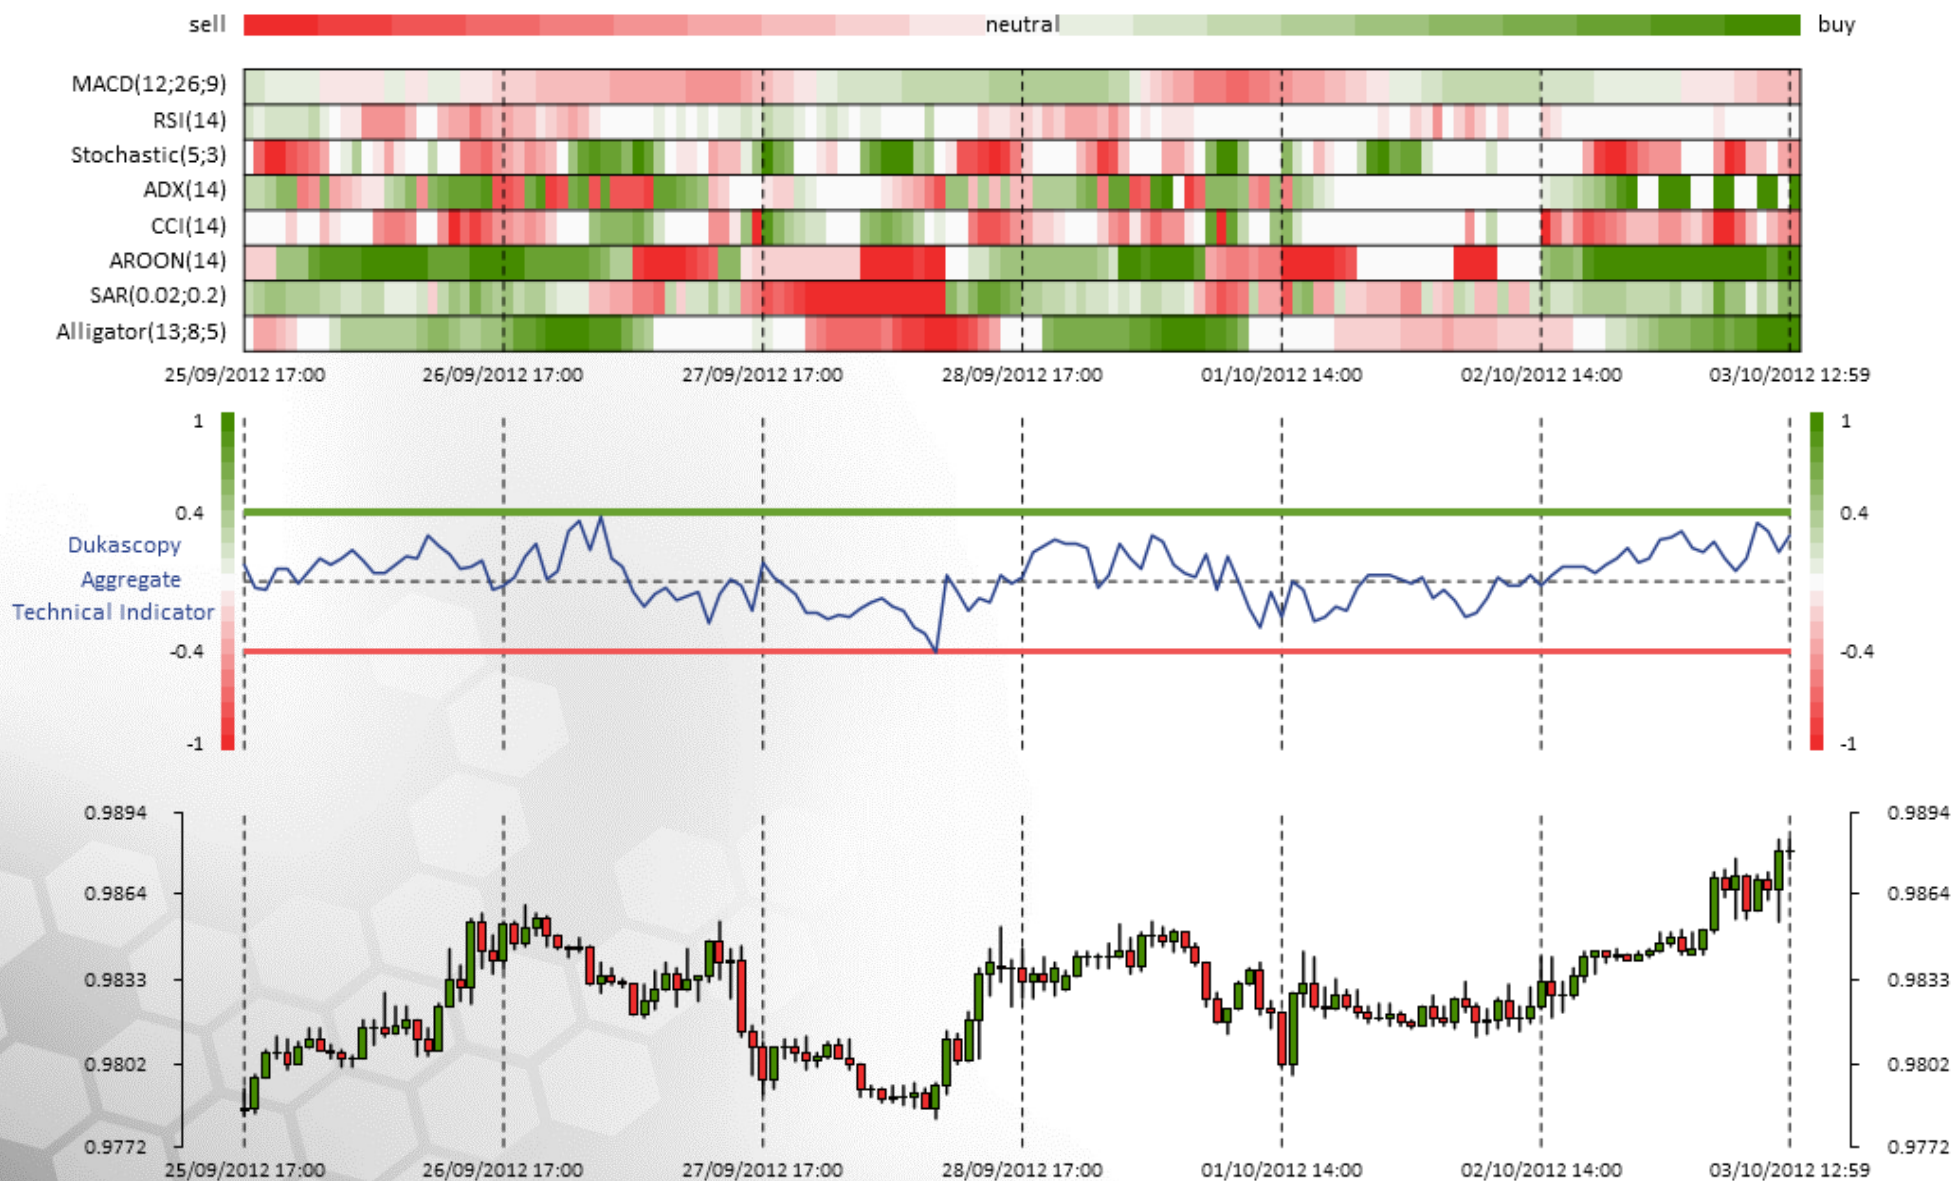 sell neutral buy
MACD(12;26;9)
RSI(14)
Stochastic(5;3)
ADX(14)
CCI(14)
AROON(14)
SAR(0.02;0.2)
Alligator(13;8;5)
25/09/2012 17:00 26/09/2012 17:00 27/09/2012 17:00 28/09/2012 17:00 01/10/2012 14:00 02/10/2012 14:00 03/10/2012 12:59
1 1
0.4 0.4
Dukascopy
Aggregate
Technical Indicator
-0.4 -0.4
-1 -1
0.9894 0.9894
0.9864 0.9864
0.9833 0.9833
0.9802 0.9802
0.9772 0.9772
25/09/2012 17:00 26/09/2012 17:00 27/09/2012 17:00 28/09/2012 17:00 01/10/2012 14:00 02/10/2012 14:00 03/10/2012 12:59